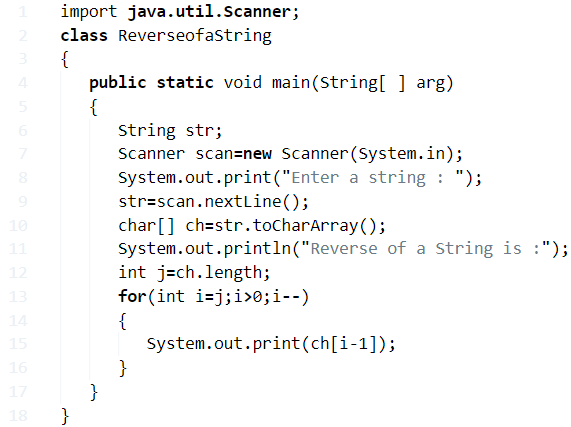 1 import java.util.Scanner;
2 class ReverseofaString
3 {
4 public static void main(String[ ] arg)
5 {
6 String str;
7 Scanner scan=new Scanner(System.in);
8 System.out.print("Enter a string : ");
9 str=scan.nextLine();
10 char[] ch=str.toCharArray();
11 System.out.println("Reverse of a String is :");
12 int j=ch.length;
13 for(int i=j;i>0;i--)
14 {
15 System.out.print(ch[i-1]);
16 }
17 }
18 }